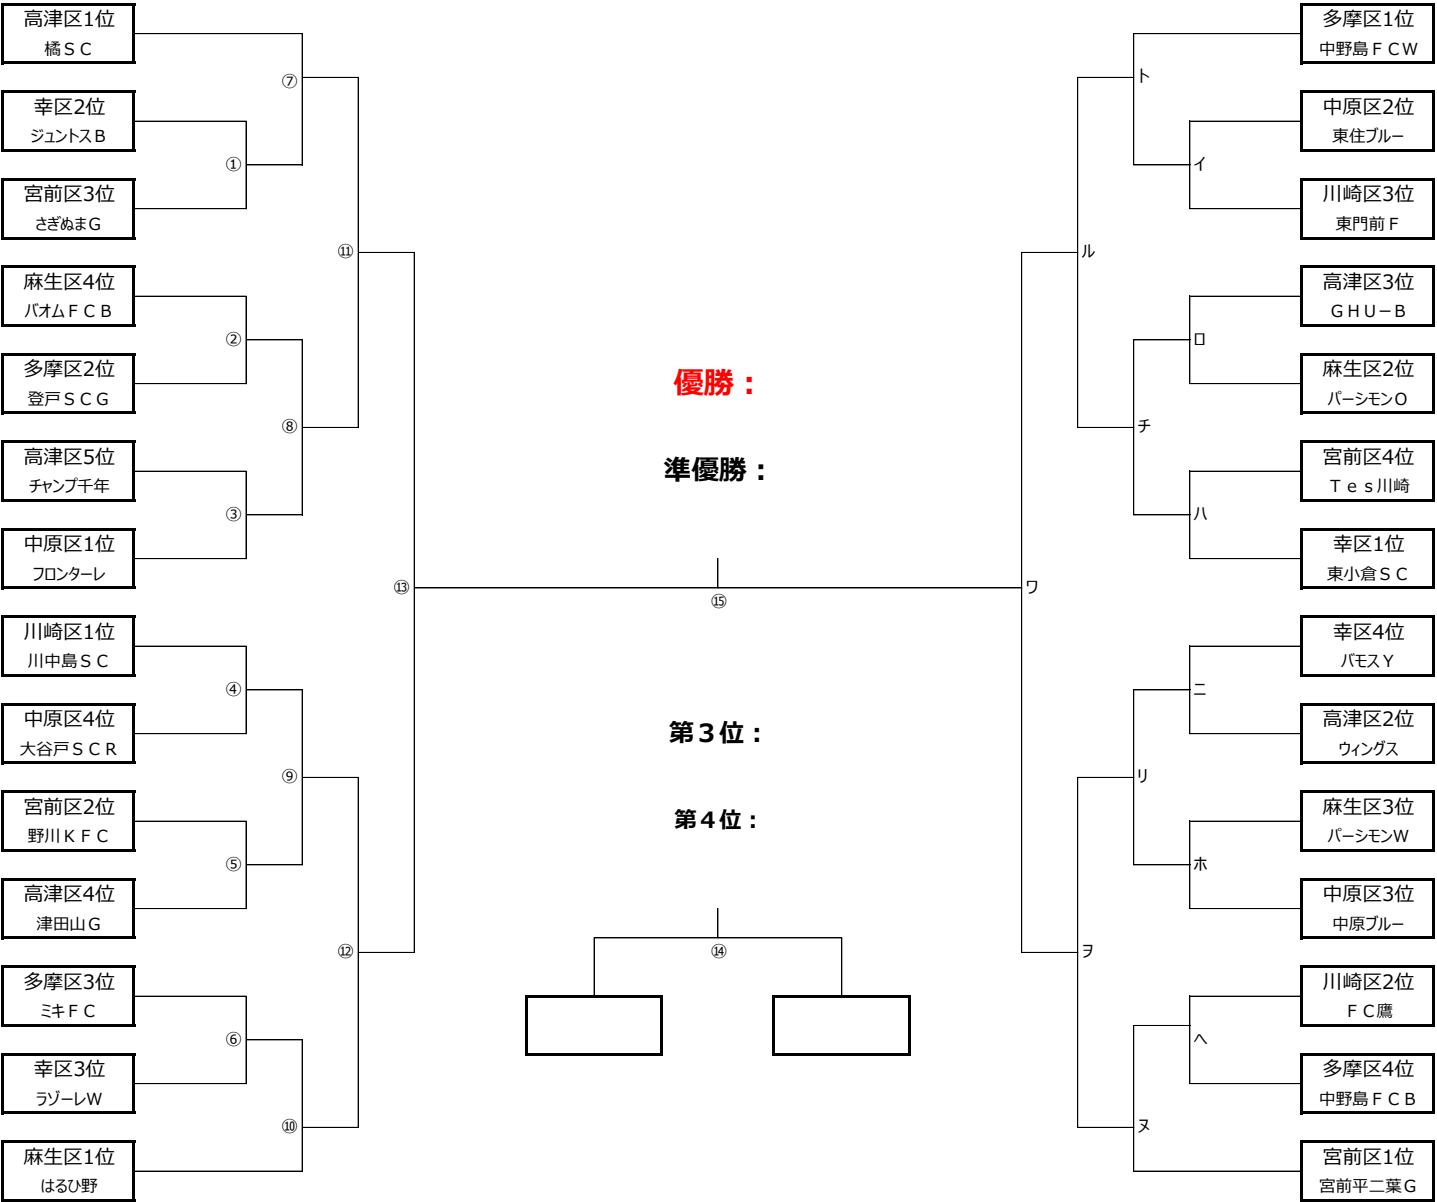 高津区1位
橘ＳＣ
⑦
幸区2位
ジュントスＢ
①
宮前区3位
さぎぬまＧ
⑪
麻生区4位
バオムＦＣＢ
②
多摩区2位
登戸ＳＣＧ
⑧
高津区5位
チャンプ千年
③
中原区1位
フロンターレ
⑬
川崎区1位
川中島ＳＣ
④
中原区4位
大谷戸ＳＣＲ
⑨
宮前区2位
野川ＫＦＣ
⑤
高津区4位
津田山Ｇ
⑫
多摩区3位
ミキＦＣ
⑥
幸区3位
ラゾーレＷ
⑩
麻生区1位
はるひ野
優勝：
準優勝：
⑮
第３位：
第４位：
⑭
多摩区1位
中野島ＦＣＷ
ト
中原区2位
東住ブルー
イ
川崎区3位
東門前Ｆ
ル
高津区3位
ＧＨＵ－Ｂ
ロ
麻生区2位
パーシモンＯ
チ
宮前区4位
Ｔｅｓ川崎
ハ
幸区1位
東小倉ＳＣ
ワ
幸区4位
バモスＹ
ニ
高津区2位
ウィングス
リ
麻生区3位
パーシモンＷ
ホ
中原区3位
中原ブルー
ヲ
川崎区2位
ＦＣ鷹
ヘ
多摩区4位
中野島ＦＣＢ
ヌ
宮前区1位
宮前平二葉Ｇ